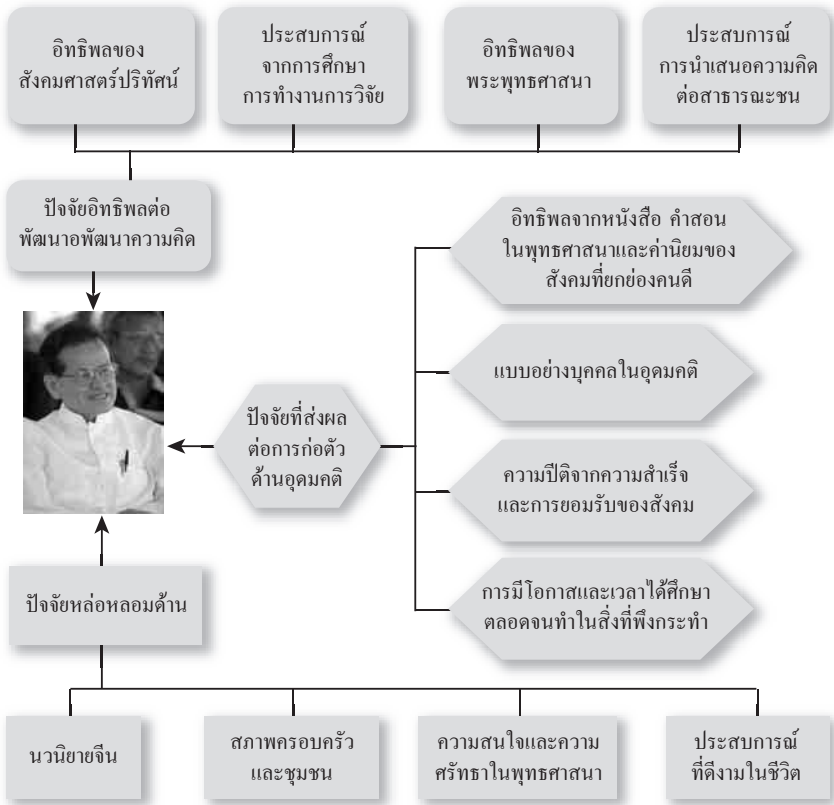 อิทธิพลของ
สังคมศาสตร์ปริทัศน์
ประสบการณ์
จากการศึกษา
การทำงานการวิจัย
อิทธิพลของ
พระพุทธศาสนา
ประสบการณ์
การนำเสนอความคิด
ต่อสาธารณะชน
ปัจจัยอิทธิพลต่อ
พัฒนาอพัฒนาความคิด
อิทธิพลจากหนังสือ คำสอน
ในพุทธศาสนาและค่านิยมของ
สังคมที่ยกย่องคนดี
แบบอย่างบุคคลในอุดมคติ
ปัจจัยที่ส่งผล
ต่อการก่อตัว
ด้านอุดมคติ
ความปีติจากความสำเร็จ
และการยอมรับของสังคม
การมีโอกาสและเวลาได้ศึกษา
ตลอดจนทำในสิ่งที่พึงกระทำ
ปัจจัยหล่อหลอมด้าน
นวนิยายจีน
สภาพครอบครัว
และชุมชน
ความสนใจและความ
ศรัทธาในพุทธศาสนา
ประสบการณ์
ที่ดีงามในชีวิต